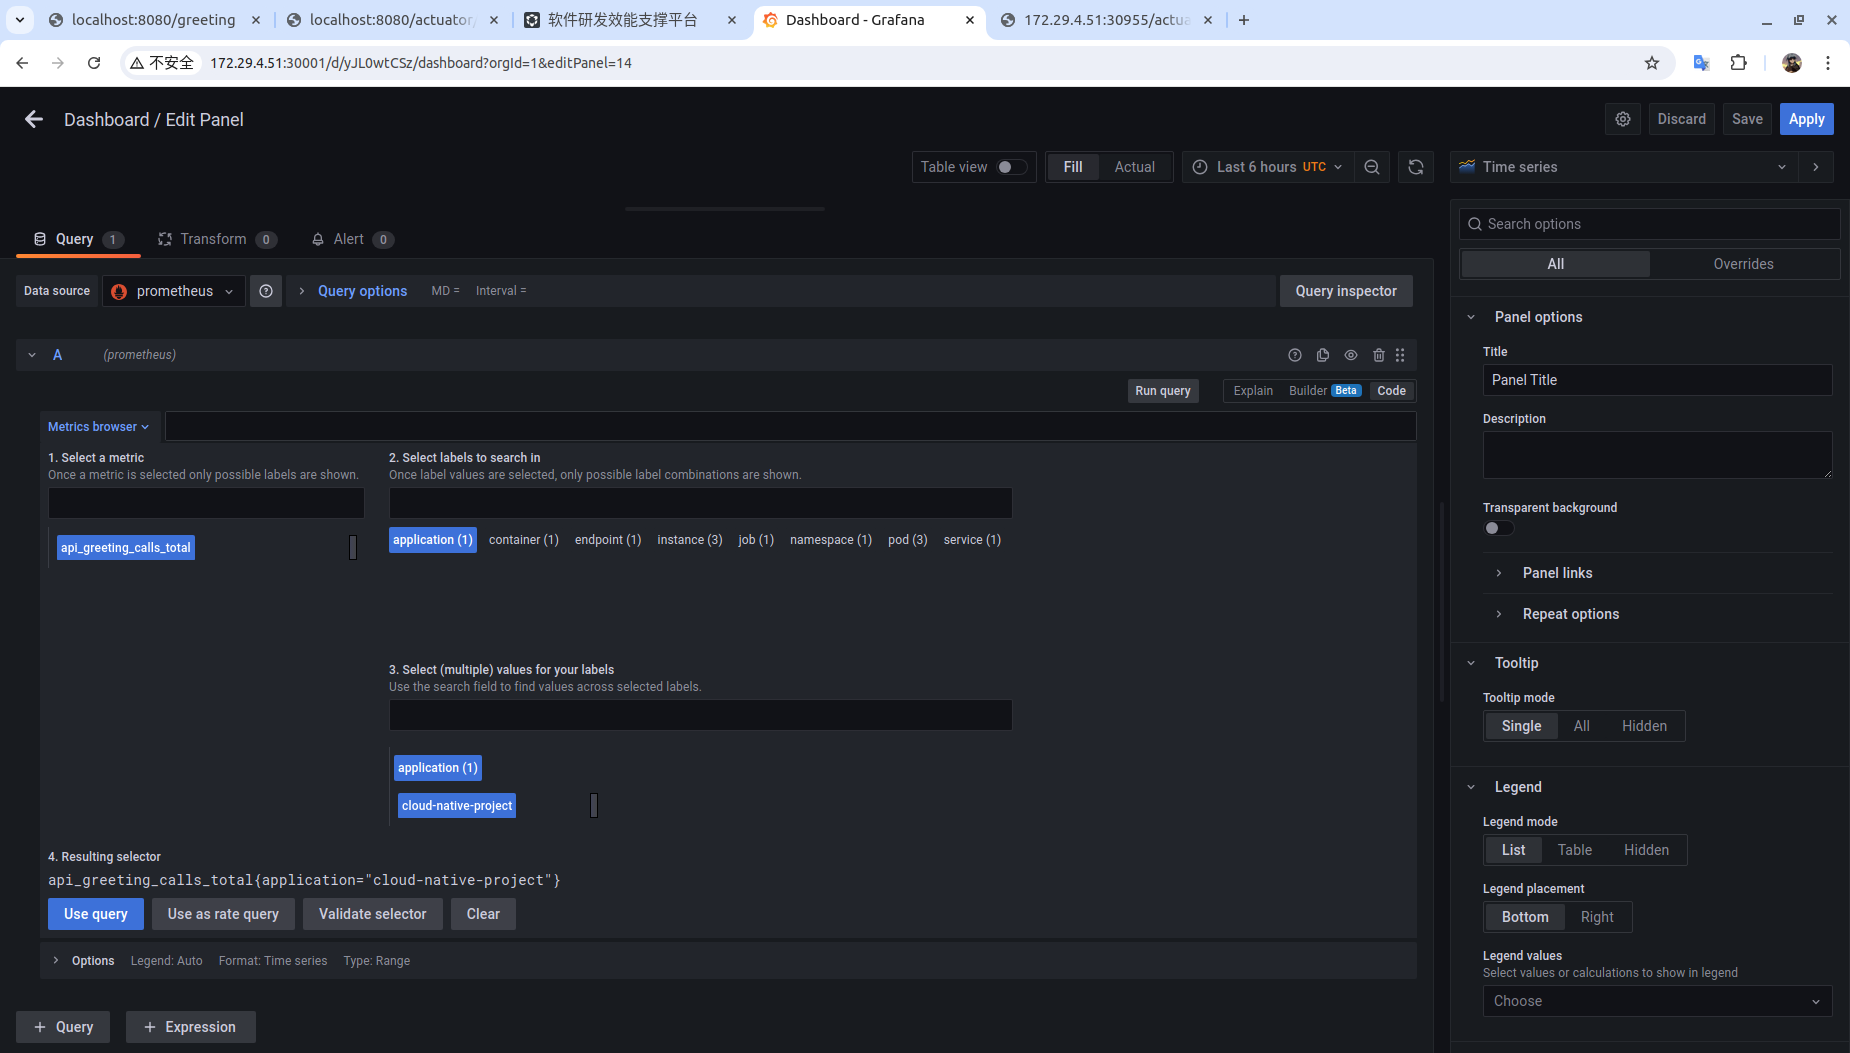 localhost:8080/greeting
localhost:8080/actuator/
软件研发效能支撑平台
Dashboard - Grafana
172.29.4.51:30955/actua
不安全
172.29.4.51:30001/d/yJL0wtCSz/dashboard?orgId=1&editPanel=14
Dashboard / Edit Panel
Discard
Save
Apply
Table view
Fill
Actual
Last 6 hours UTC
Time series
Search options
All
Overrides
Query 1
Transform 0
Alert 0
Data source
prometheus
Query options
MD =
Interval =
Query inspector
A
(prometheus)
Run query
Explain
Builder Beta
Code
Metrics browser
1. Select a metric
Once a metric is selected only possible labels are shown.
api_greeting_calls_total
2. Select labels to search in
Once label values are selected, only possible label combinations are shown.
application (1)
container (1)
endpoint (1)
instance (3)
job (1)
namespace (1)
pod (3)
service (1)
3. Select (multiple) values for your labels
Use the search field to find values across selected labels.
application (1)
cloud-native-project
4. Resulting selector
api_greeting_calls_total{application="cloud-native-project"}
Use query
Use as rate query
Validate selector
Clear
Options
Legend: Auto
Format: Time series
Type: Range
+ Query
+ Expression
Panel options
Title
Panel Title
Description
Transparent background
Panel links
Repeat options
Tooltip
Tooltip mode
Single
All
Hidden
Legend
Legend mode
List
Table
Hidden
Legend placement
Bottom
Right
Legend values
Select values or calculations to show in legend
Choose